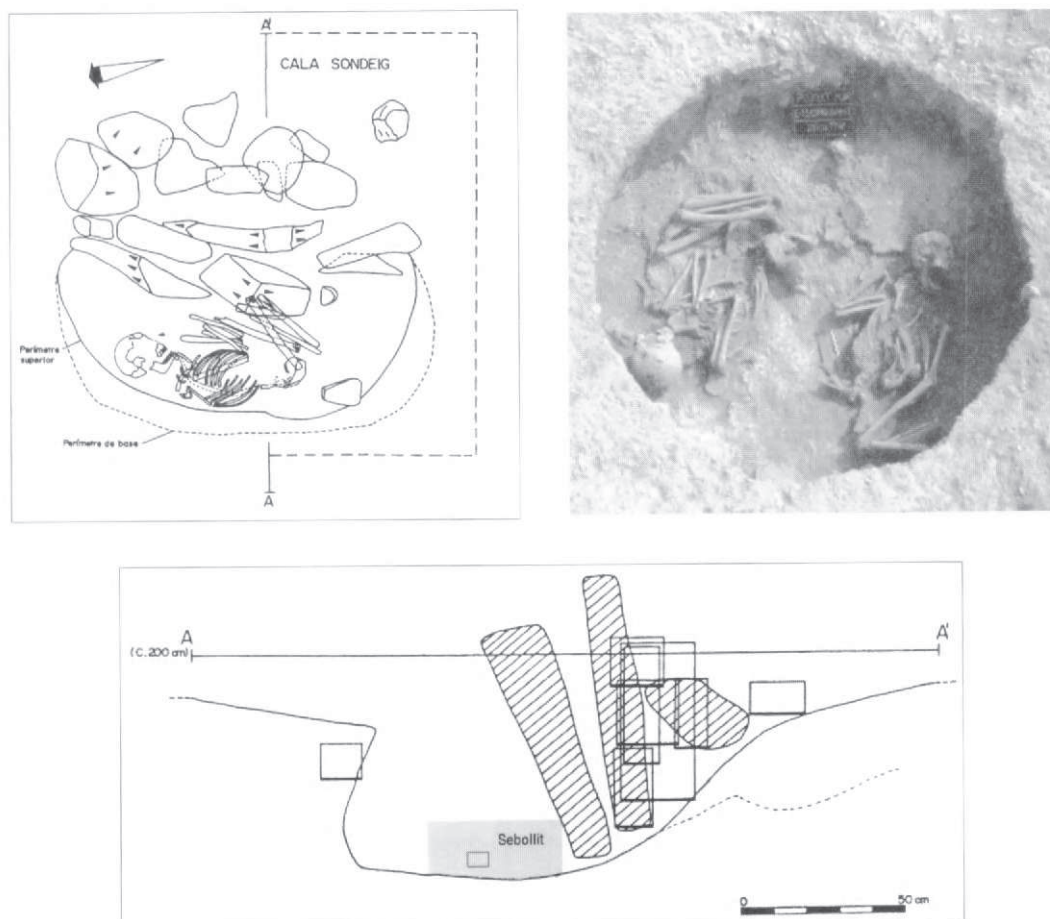 A'
CALA SONDEIG
Perímetre
superior
Perímetre de base
A
A
(C.200 cm)
A'
Sebollit
0
50 cm